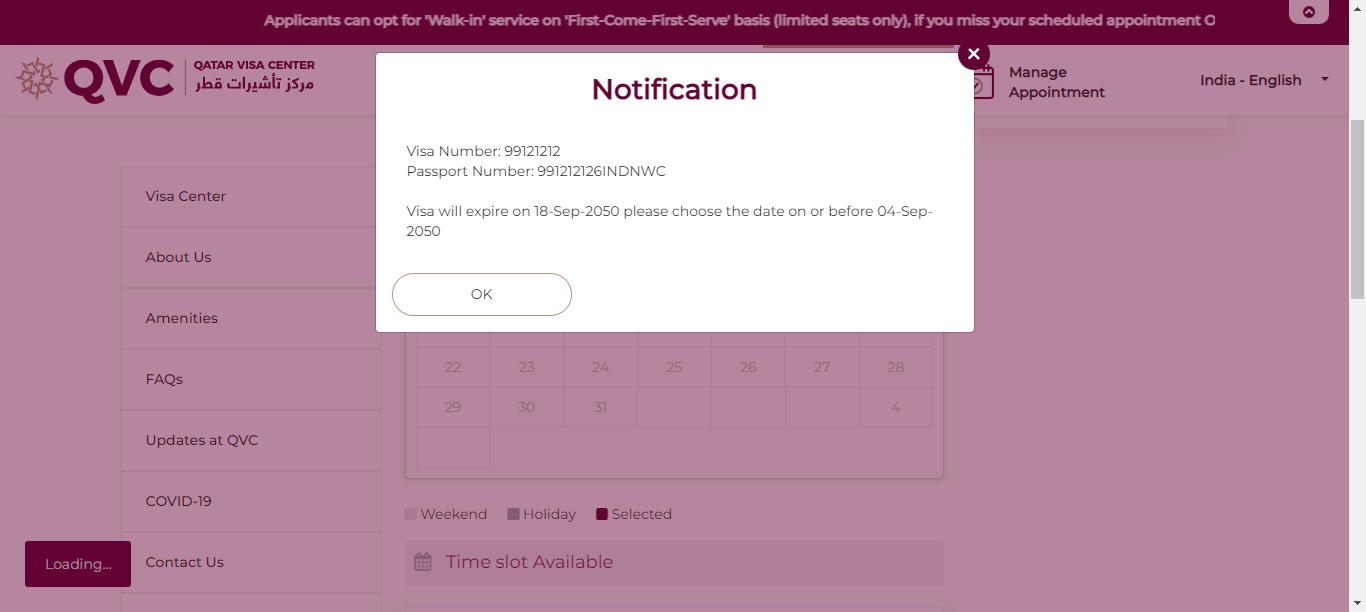 Applicants can opt for 'Walk-in' service on 'First-Come-First-Serve' basis (limited seats only), if you miss your scheduled appointment
QVC
QATAR VISA CENTER
مركز تأشيرات قطر
Manage
Appointment
India - English
Notification
Visa Number: 99121212
Passport Number: 991212126INDNWC
Visa will expire on 18-Sep-2050 please choose the date on or before 04-Sep-
2050
OK
Visa Center
About Us
Amenities
FAQs
Updates at QVC
COVID-19
Contact Us
22 23 24 25 26 27 28
29 30 31 4
Weekend Holiday Selected
Time slot Available
Loading...